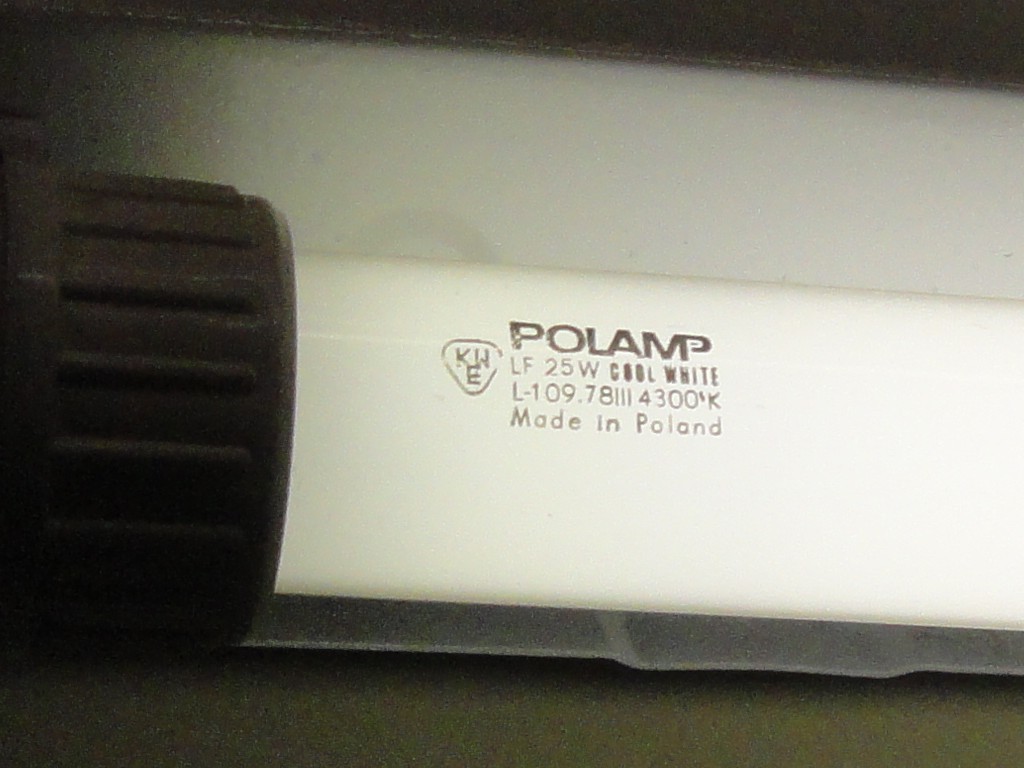 POLAMP
KWE
LF 25W COOL WHITE
L-109.78III 4300°K
Made in Poland